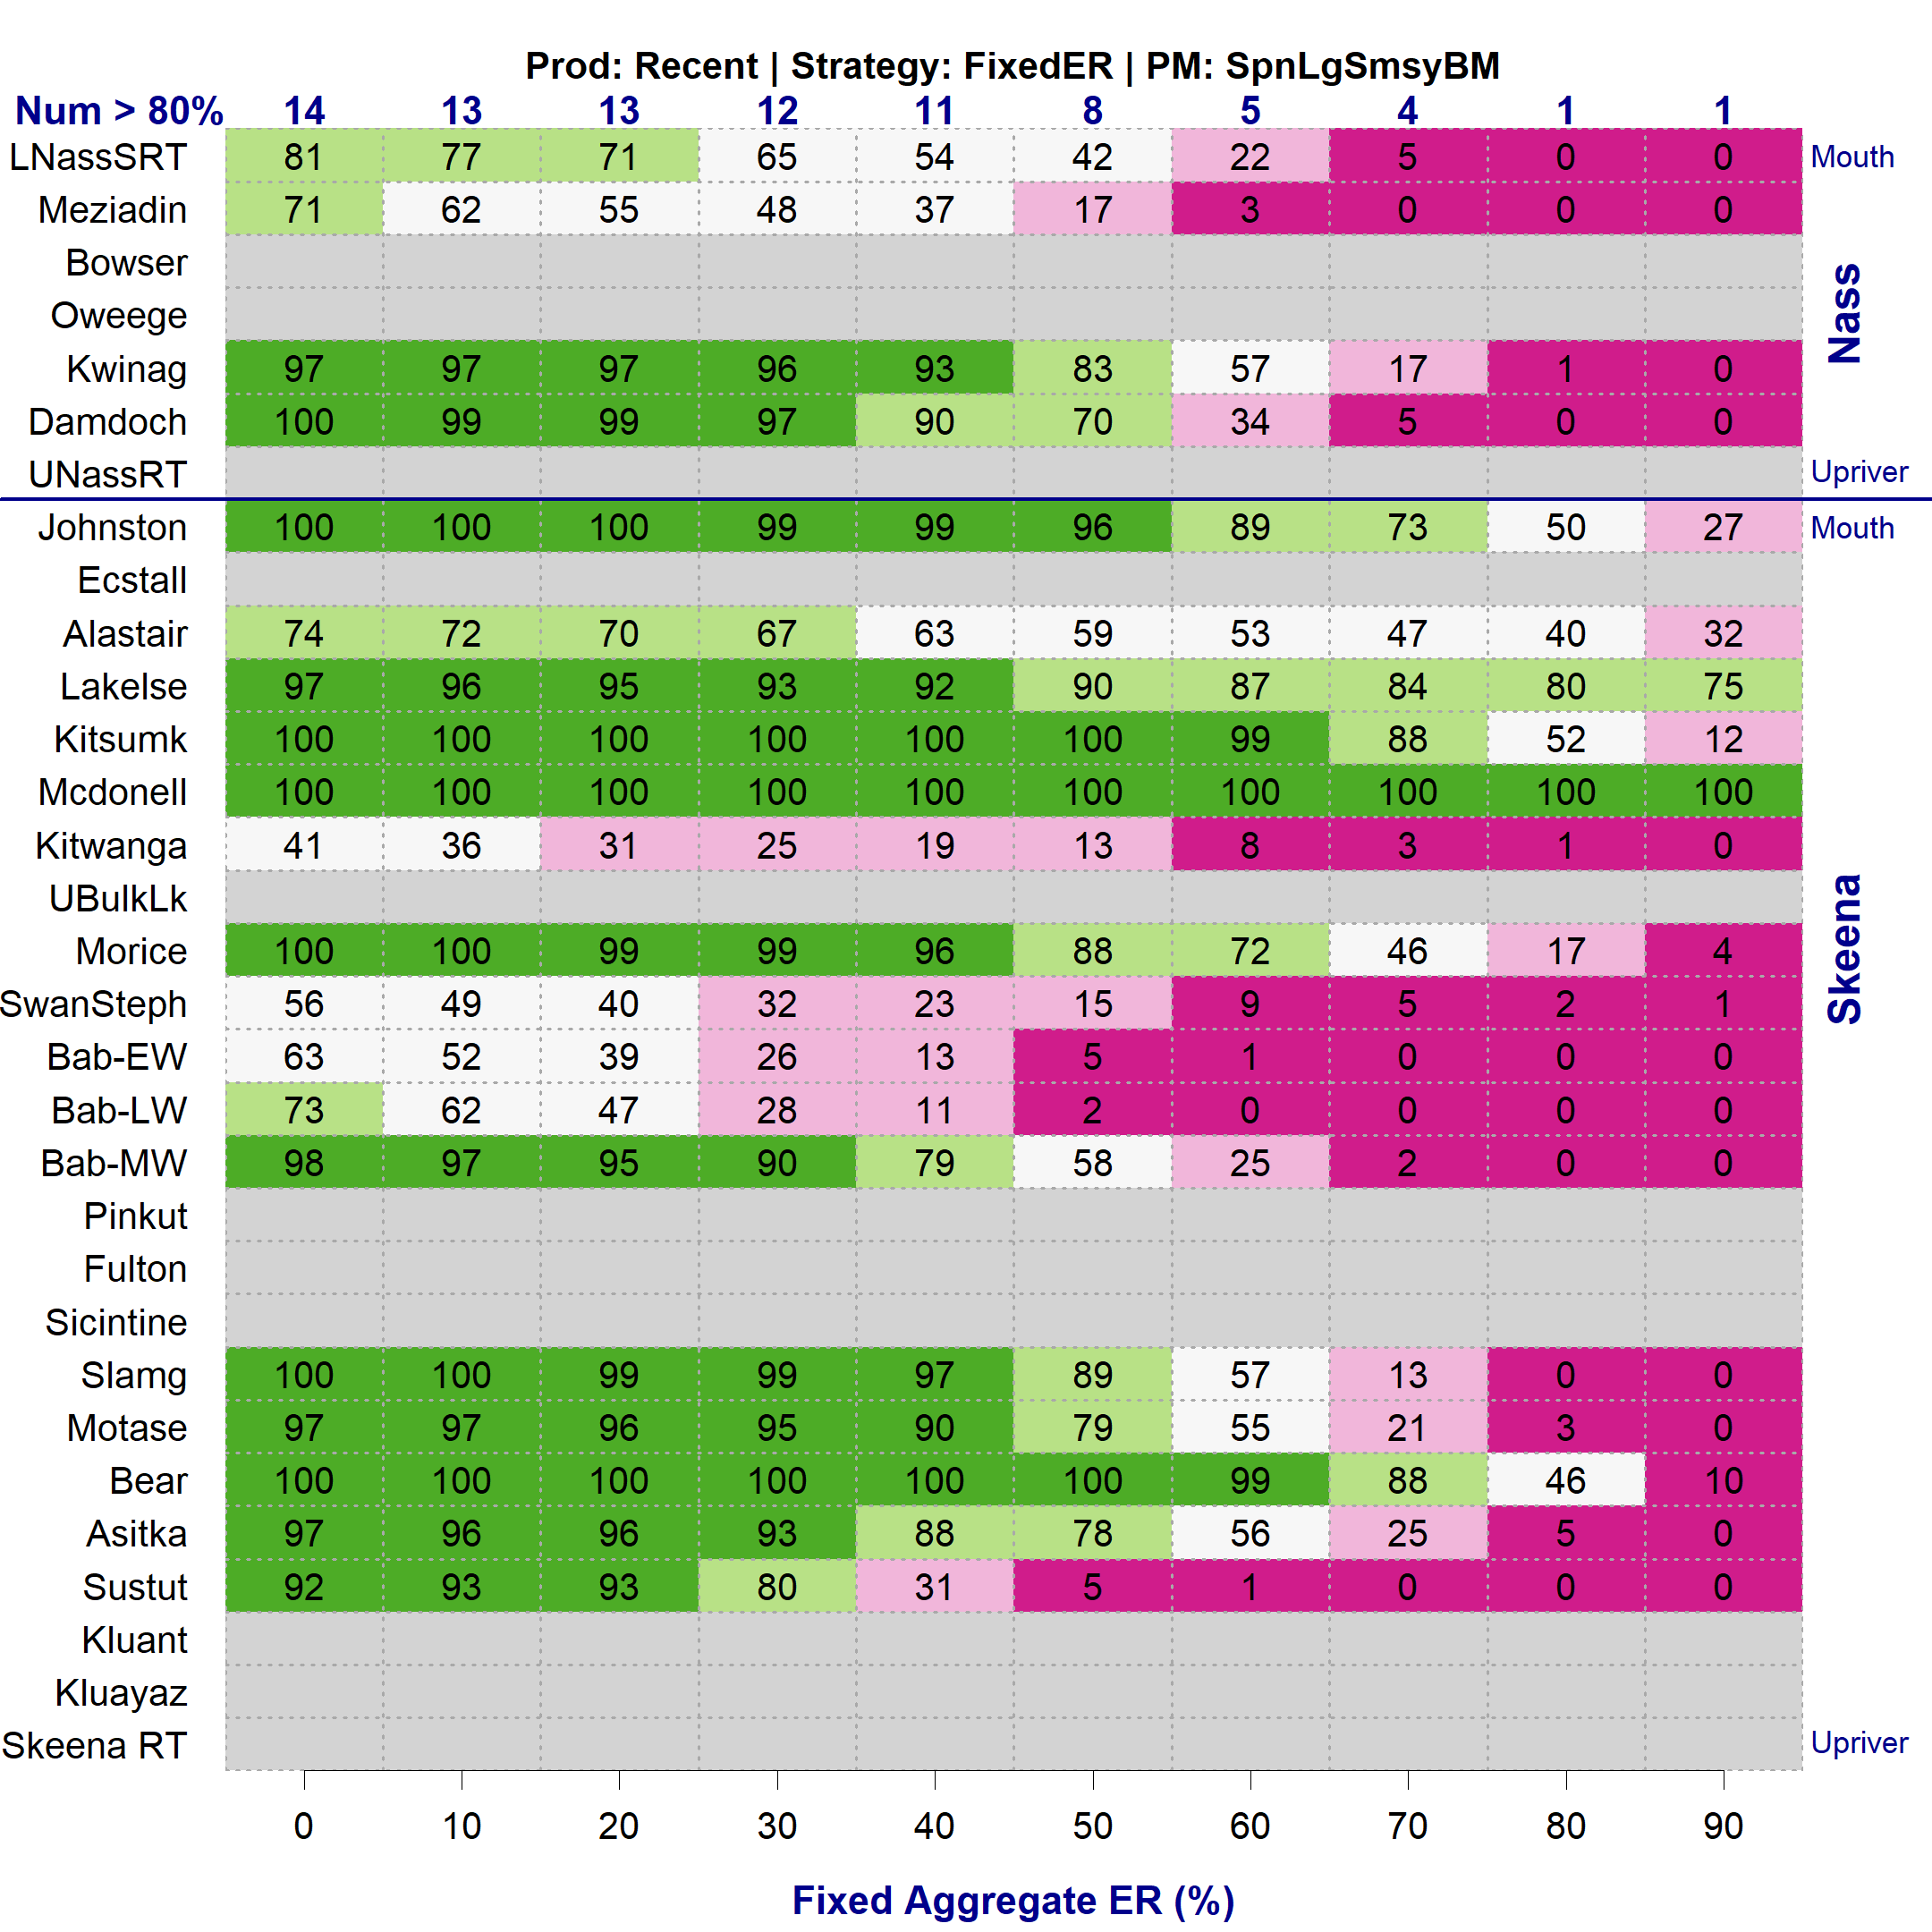 Prod: Recent | Strategy: FixedER | PM: SpnLgSmsyBM
Num > 80% 14 13 13 12 11 8 5 4 1 1
LNassSRT 81 77 71 65 54 42 22 5 0 0 Mouth
Meziadin 71 62 55 48 37 17 3 0 0 0
Bowser
Oweege
Nass
Kwinag 97 97 97 96 93 83 57 17 1 0
Damdoch 100 99 99 97 90 70 34 5 0 0
UNassRT Upriver
Johnston 100 100 100 99 99 96 89 73 50 27 Mouth
Ecstall
Alastair 74 72 70 67 63 59 53 47 40 32
Lakelse 97 96 95 93 92 90 87 84 80 75
Kitsumk 100 100 100 100 100 100 99 88 52 12
Mcdonell 100 100 100 100 100 100 100 100 100 100
Kitwanga 41 36 31 25 19 13 8 3 1 0
UBulkLk
Skeena
Morice 100 100 99 99 96 88 72 46 17 4
SwanSteph 56 49 40 32 23 15 9 5 2 1
Bab-EW 63 52 39 26 13 5 1 0 0 0
Bab-LW 73 62 47 28 11 2 0 0 0 0
Bab-MW 98 97 95 90 79 58 25 2 0 0
Pinkut
Fulton
Sicintine
Slamg 100 100 99 99 97 89 57 13 0 0
Motase 97 97 96 95 90 79 55 21 3 0
Bear 100 100 100 100 100 100 99 88 46 10
Asitka 97 96 96 93 88 78 56 25 5 0
Sustut 92 93 93 80 31 5 1 0 0 0
Kluant
Kluayaz
Skeena RT Upriver
0 10 20 30 40 50 60 70 80 90
Fixed Aggregate ER (%)